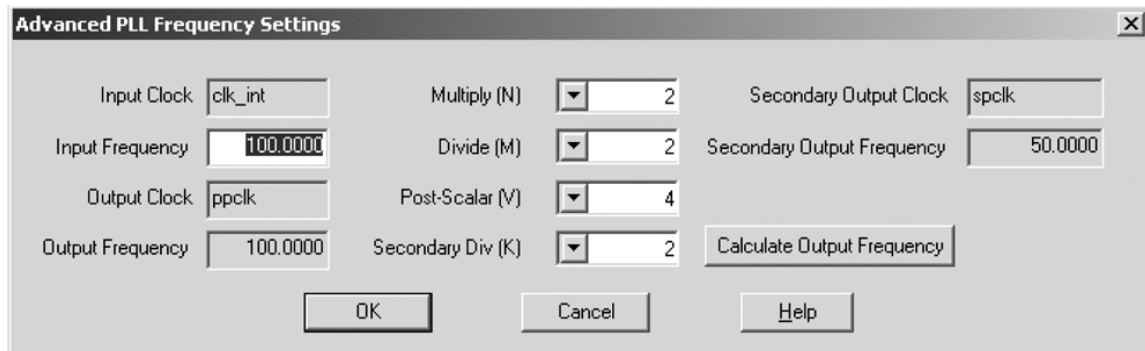 Advanced PLL Frequency Settings
Input Clock clk_int Multiply (N) 2 Secondary Output Clock spclk
Input Frequency 100.0000 Divide (M) 2 Secondary Output Frequency 50.0000
Output Clock ppclk Post-Scalar (V) 4
Output Frequency 100.0000 Secondary Div (K) 2 Calculate Output Frequency
OK Cancel Help